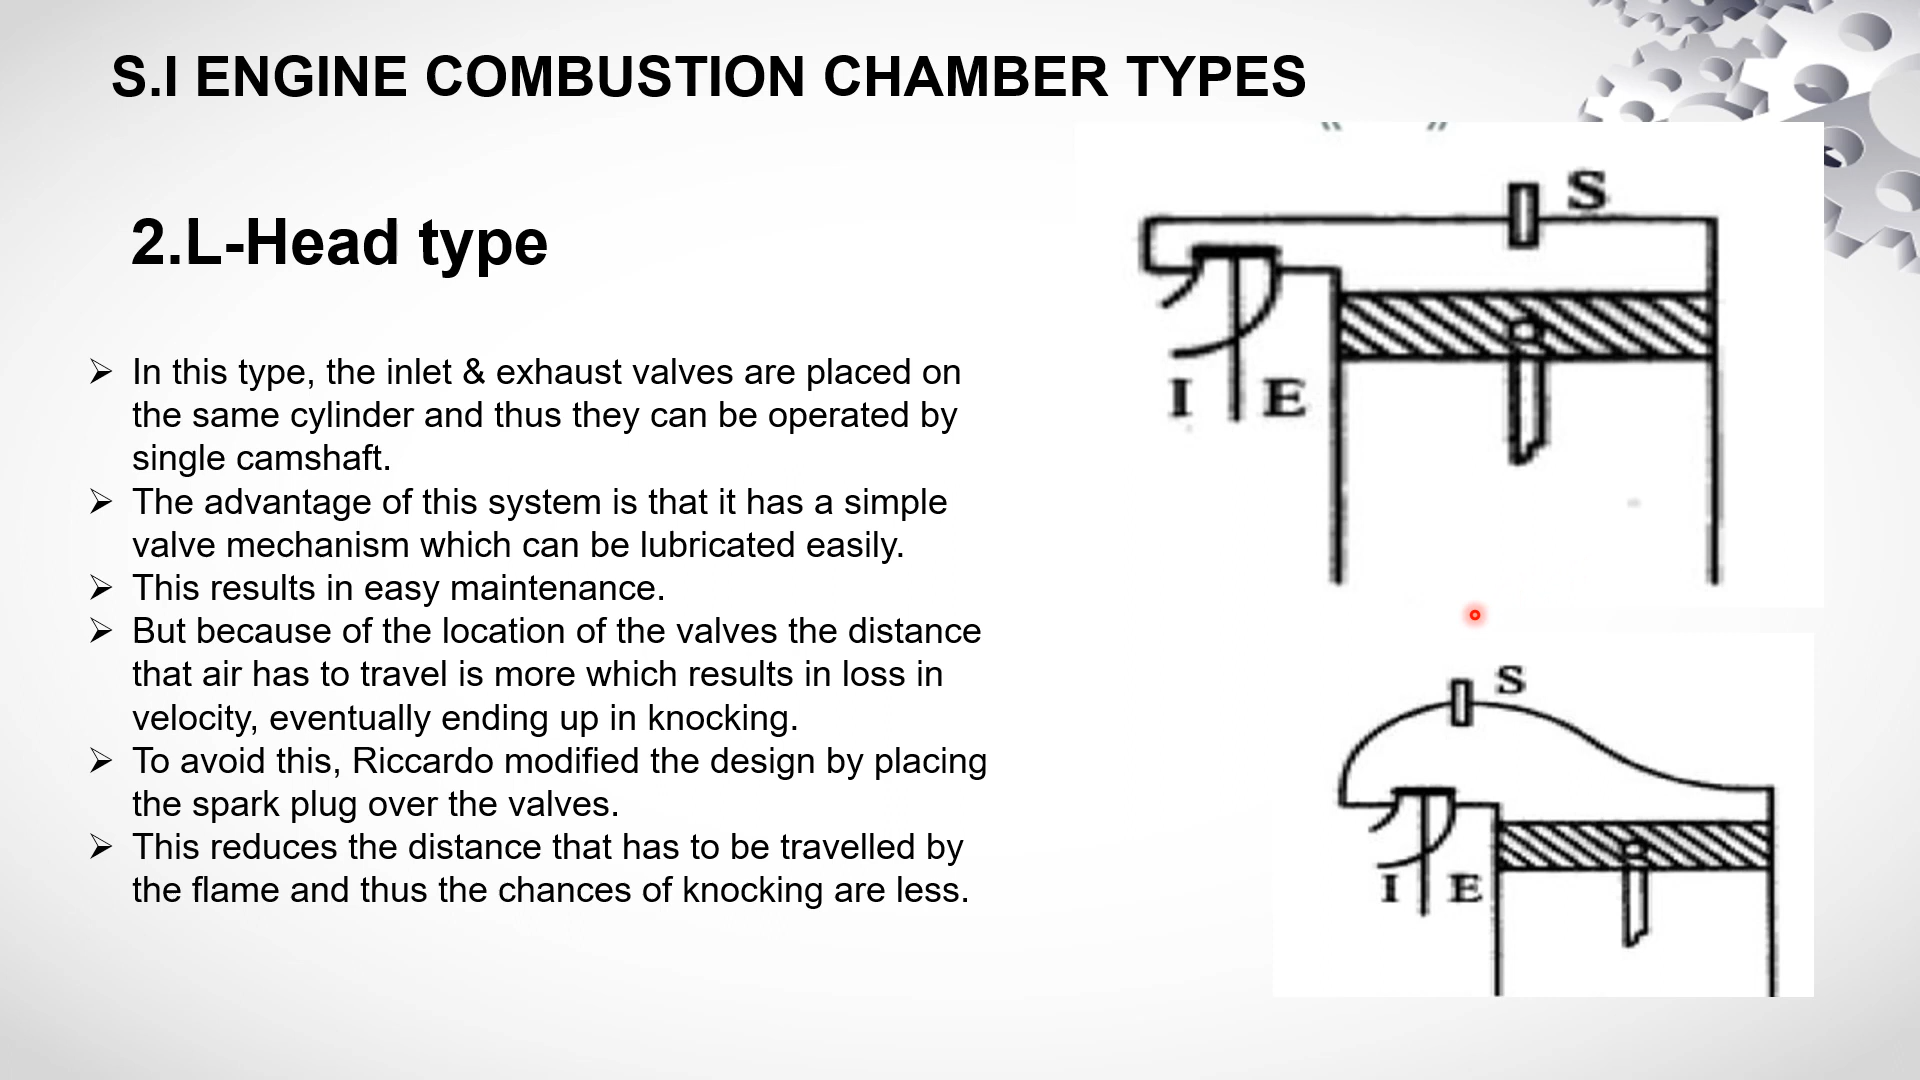 S.I ENGINE COMBUSTION CHAMBER TYPES
2.L-Head type
➢ In this type, the inlet & exhaust valves are placed on
the same cylinder and thus they can be operated by
single camshaft.
➢ The advantage of this system is that it has a simple
valve mechanism which can be lubricated easily.
➢ This results in easy maintenance.
➢ But because of the location of the valves the distance
that air has to travel is more which results in loss in
velocity, eventually ending up in knocking.
➢ To avoid this, Riccardo modified the design by placing
the spark plug over the valves.
➢ This reduces the distance that has to be travelled by
the flame and thus the chances of knocking are less.
S
I E
S
I E